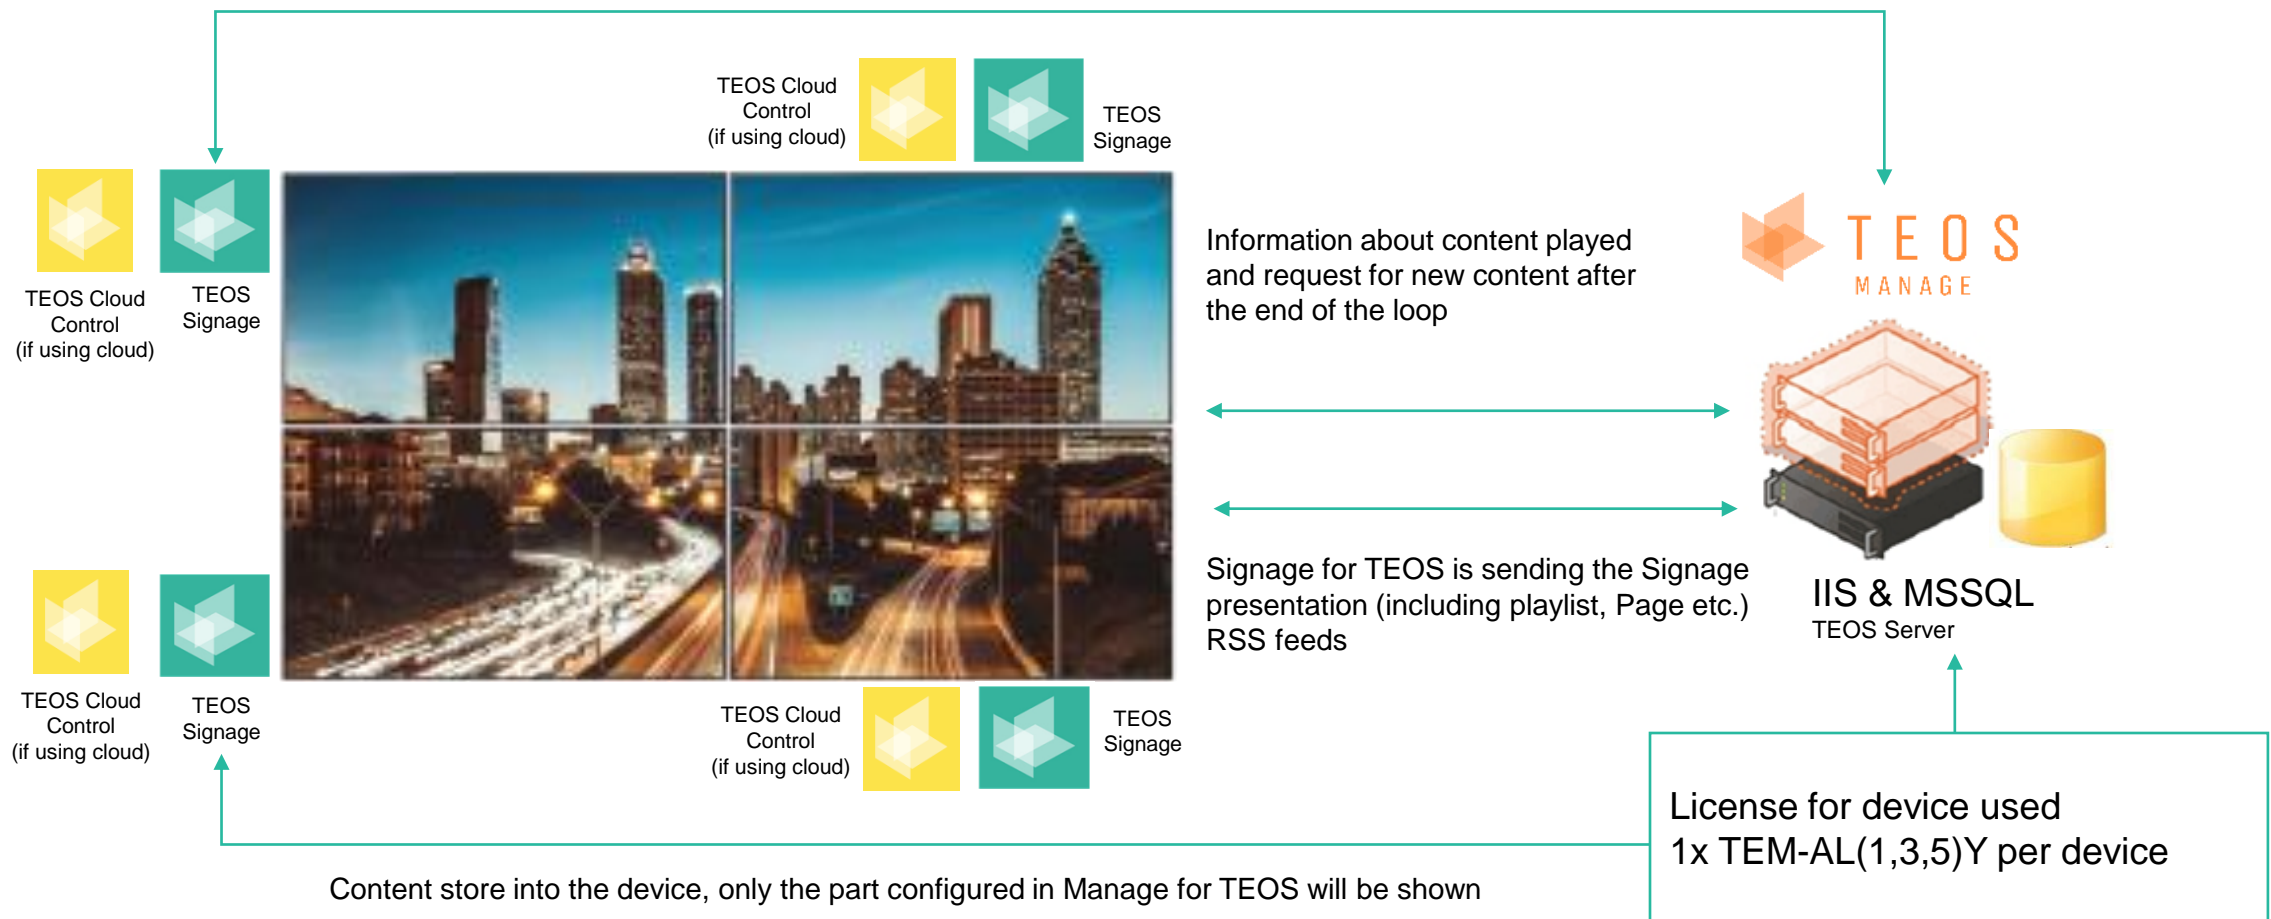 TEOS Cloud
Control
(if using cloud)
TEOS
Signage
TEOS Cloud
Control
(if using cloud)
TEOS
Signage
Information about content played
and request for new content after
the end of the loop
TEOS
MANAGE
Signage for TEOS is sending the Signage
presentation (including playlist, Page etc.)
RSS feeds
IIS & MSSQL
TEOS Server
TEOS Cloud
Control
(if using cloud)
TEOS
Signage
TEOS Cloud
Control
(if using cloud)
TEOS
Signage
License for device used
1x TEM-AL(1,3,5)Y per device
Content store into the device, only the part configured in Manage for TEOS will be shown